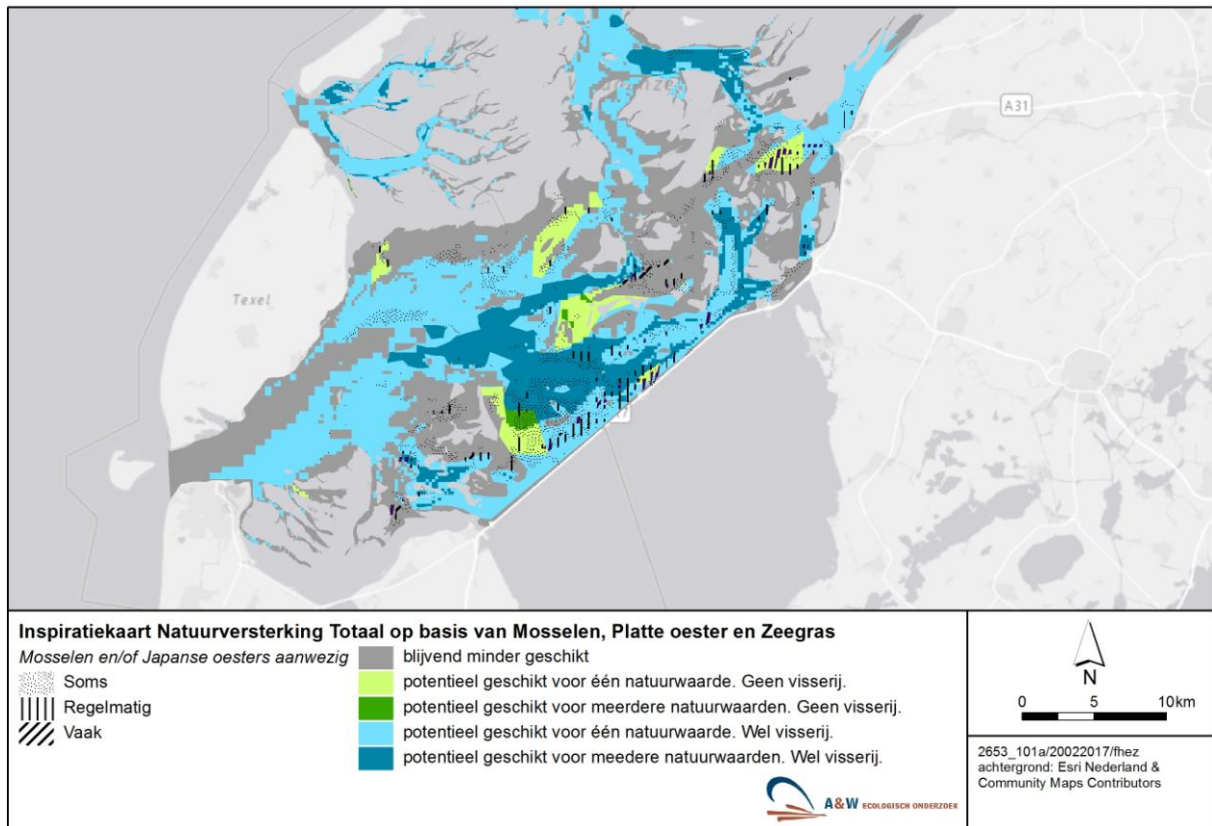 A31
Texel
Inspiratiekaart Natuurversterking Totaal op basis van Mosselen, Platte oester en Zeegras
Mosselen en/of Japanse oesters aanwezig
Soms
Regelmatig
Vaak
blijvend minder geschikt
potentieel geschikt voor één natuurwaarde. Geen visserij.
potentieel geschikt voor meerdere natuurwaarden. Geen visserij.
potentieel geschikt voor één natuurwaarde. Wel visserij.
potentieel geschikt voor meedere natuurwaarden. Wel visserij.
A&W ECOLOGISCH ONDERZOEK
N
0 5 10km
2653_101a/20022017/fhez
achtergrond: Esri Nederland &
Community Maps Contributors